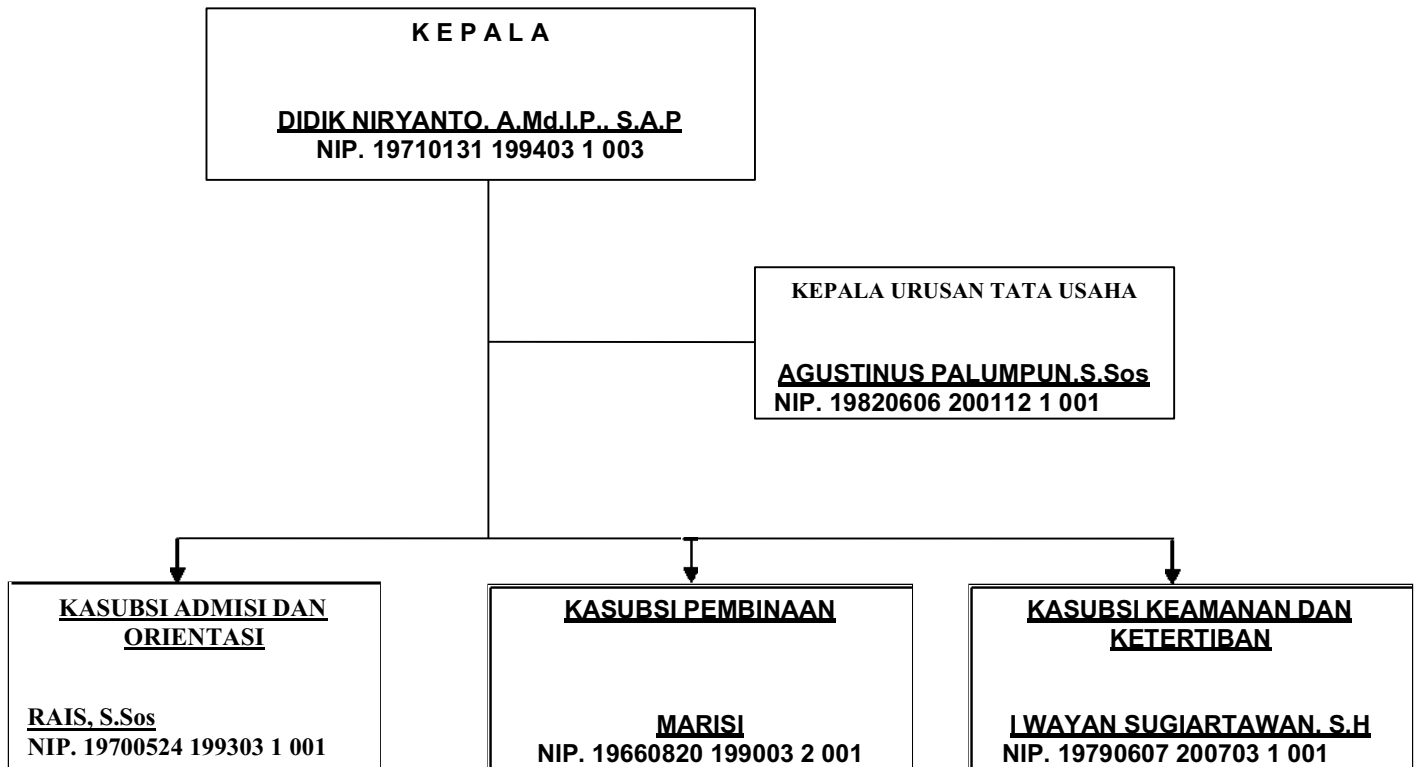 K E P A L A
DIDIK NIRYANTO. A.Md.I.P.. S.A.P
NIP. 19710131 199403 1 003
KEPALA URUSAN TATA USAHA
AGUSTINUS PALUMPUN.S.Sos
NIP. 19820606 200112 1 001
KASUBSI ADMISI DAN
ORIENTASI
RAIS, S.Sos
NIP. 19700524 199303 1 001
KASUBSI PEMBINAAN
MARISI
NIP. 19660820 199003 2 001
KASUBSI KEAMANAN DAN
KETERTIBAN
I WAYAN SUGIARTAWAN. S.H
NIP. 19790607 200703 1 001